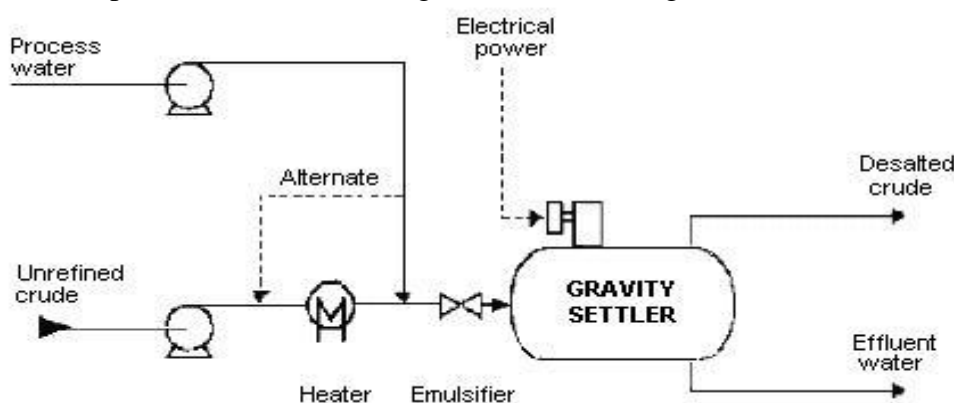 Electrical
power
Process
water
Alternate
Desalted
crude
Unrefined
crude
GRAVITY
SETTLER
Effluent
water
Heater
Emulsifier